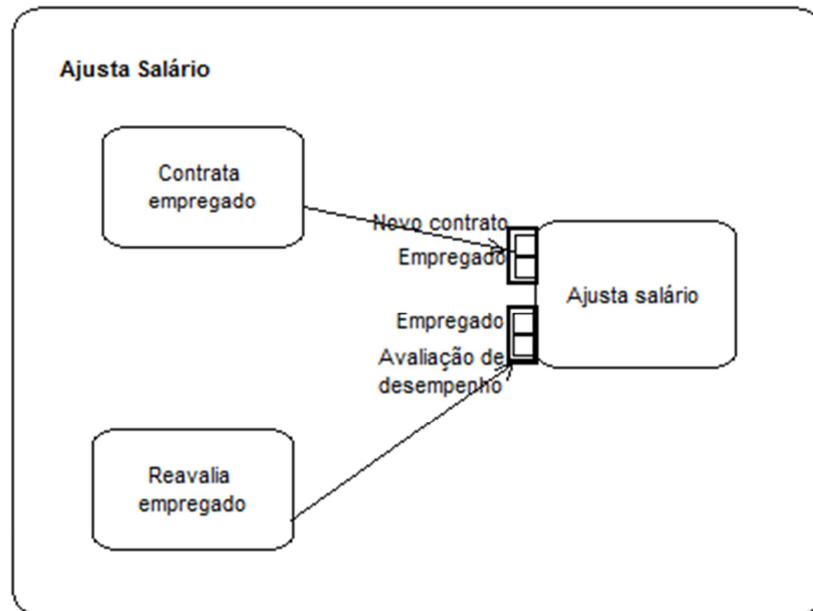 Ajusta Salário
Contrata
empregado
Novo contrato
Empregado
Ajusta salário
Empregado
Avaliação de
desempenho
Reavalia
empregado